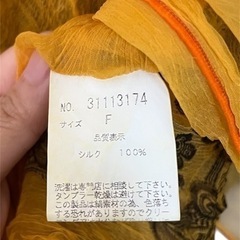 NO. 31113174
サイズ F
品質表示
シルク 100%
洗濯は専門店に相談して下さい。
タンブラー乾燥は避けて下さい。
この製品は絹素材の為、色落ち
する恐れがありますのでクリー